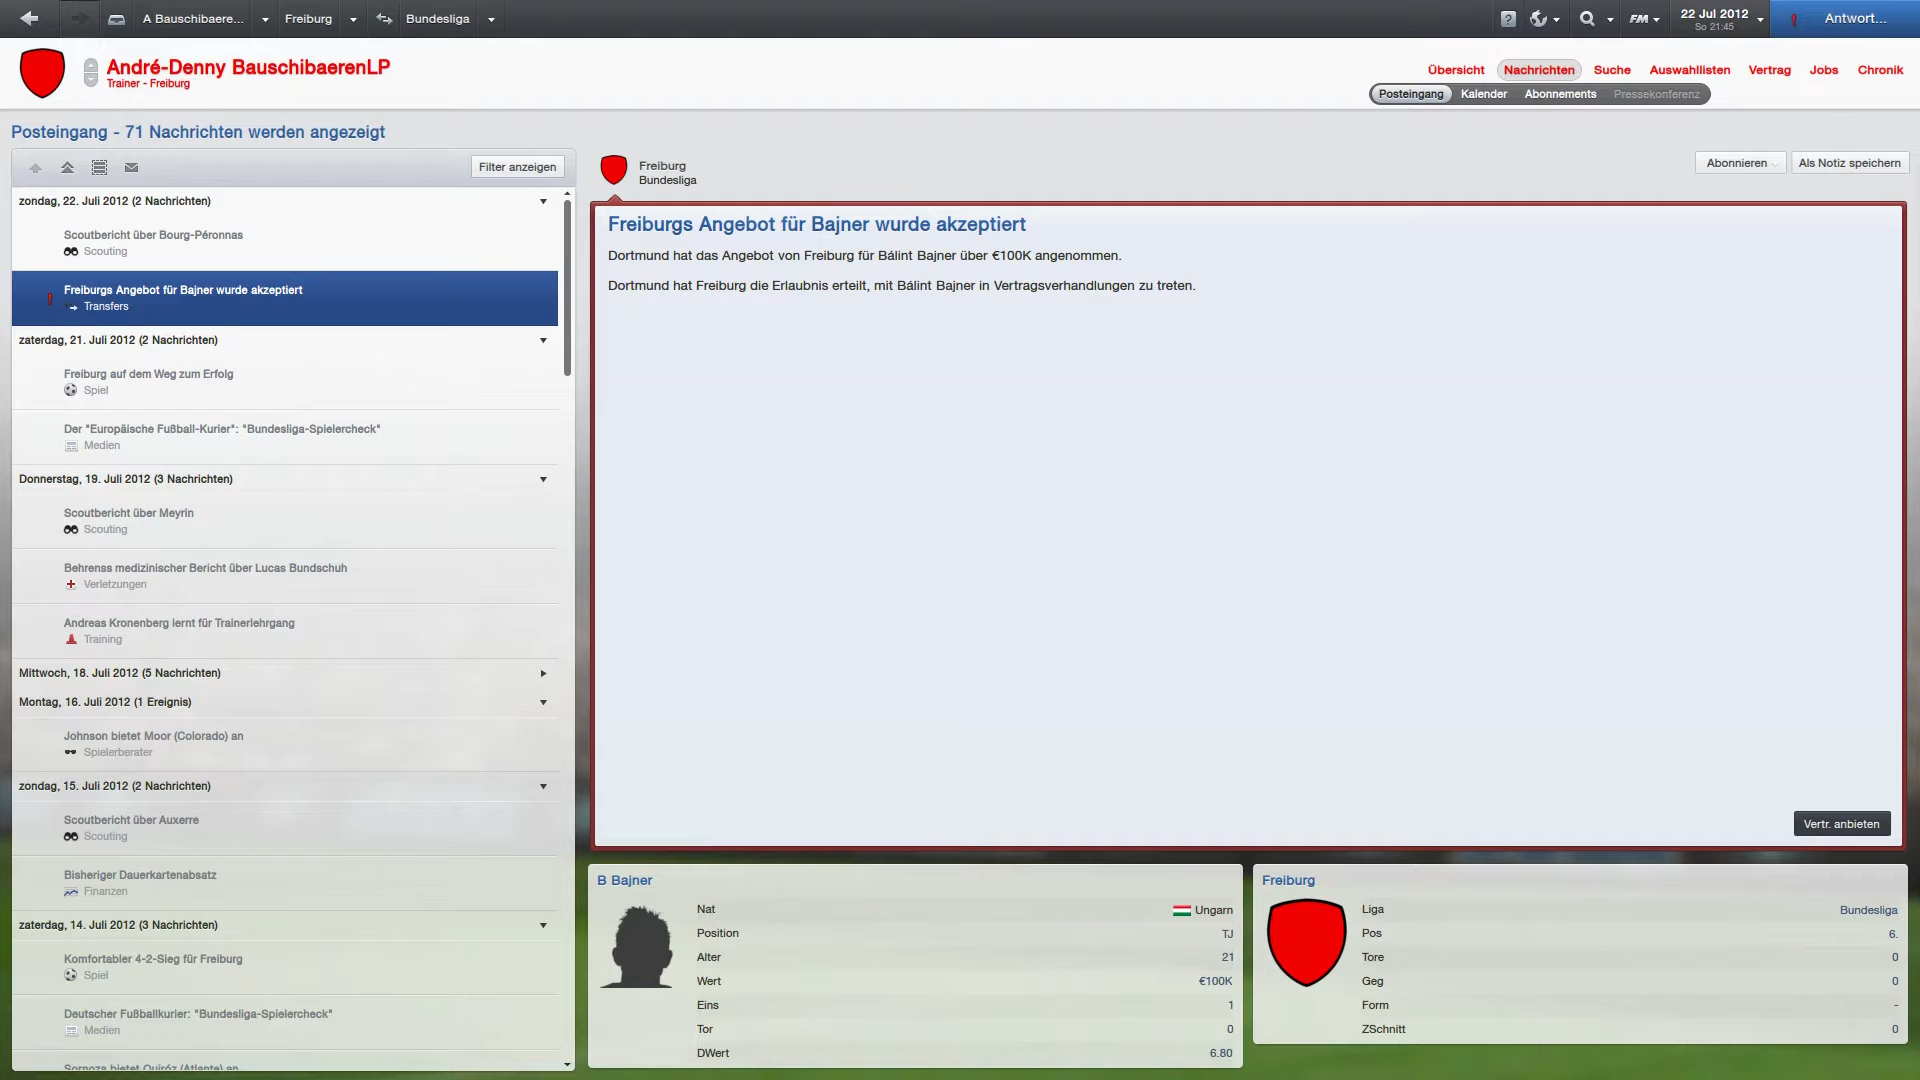 A Bauschibaere...
Freiburg
Bundesliga
FM
22 Jul 2012
So 21:45
Antwort...
André-Denny BauschibaerenLP
Trainer - Freiburg
Übersicht
Nachrichten
Suche
Auswahllisten
Vertrag
Jobs
Chronik
Posteingang
Kalender
Abonnements
Pressekonferenz
Posteingang - 71 Nachrichten werden angezeigt
Filter anzeigen
zondag, 22. Juli 2012 (2 Nachrichten)
Scoutbericht über Bourg-Péronnas
Scouting
Freiburgs Angebot für Bajner wurde akzeptiert
Transfers
zaterdag, 21. Juli 2012 (2 Nachrichten)
Freiburg auf dem Weg zum Erfolg
Spiel
Der "Europäische Fußball-Kurier": "Bundesliga-Spielercheck"
Medien
Donnerstag, 19. Juli 2012 (3 Nachrichten)
Scoutbericht über Meyrin
Scouting
Behrenss medizinischer Bericht über Lucas Bundschuh
Verletzungen
Andreas Kronenberg lernt für Trainerlehrgang
Training
Mittwoch, 18. Juli 2012 (5 Nachrichten)
Montag, 16. Juli 2012 (1 Ereignis)
Johnson bietet Moor (Colorado) an
Spielerberater
zondag, 15. Juli 2012 (2 Nachrichten)
Scoutbericht über Auxerre
Scouting
Bisheriger Dauerkartenabsatz
Finanzen
zaterdag, 14. Juli 2012 (3 Nachrichten)
Komfortabler 4-2-Sieg für Freiburg
Spiel
Deutscher Fußballkurier: "Bundesliga-Spielercheck"
Medien
Sornoza bietet Quiróz (Atlante) an
Freiburg
Bundesliga
Abonnieren
Als Notiz speichern
Freiburgs Angebot für Bajner wurde akzeptiert
Dortmund hat das Angebot von Freiburg für Bálint Bajner über €100K angenommen.
Dortmund hat Freiburg die Erlaubnis erteilt, mit Bálint Bajner in Vertragsverhandlungen zu treten.
Vertr. anbieten
B Bajner
Nat Ungarn
Position TJ
Alter 21
Wert €100K
Eins 1
Tor 0
DWert 6.80
Freiburg
Liga Bundesliga
Pos 6.
Tore 0
Geg 0
Form -
ZSchnitt 0